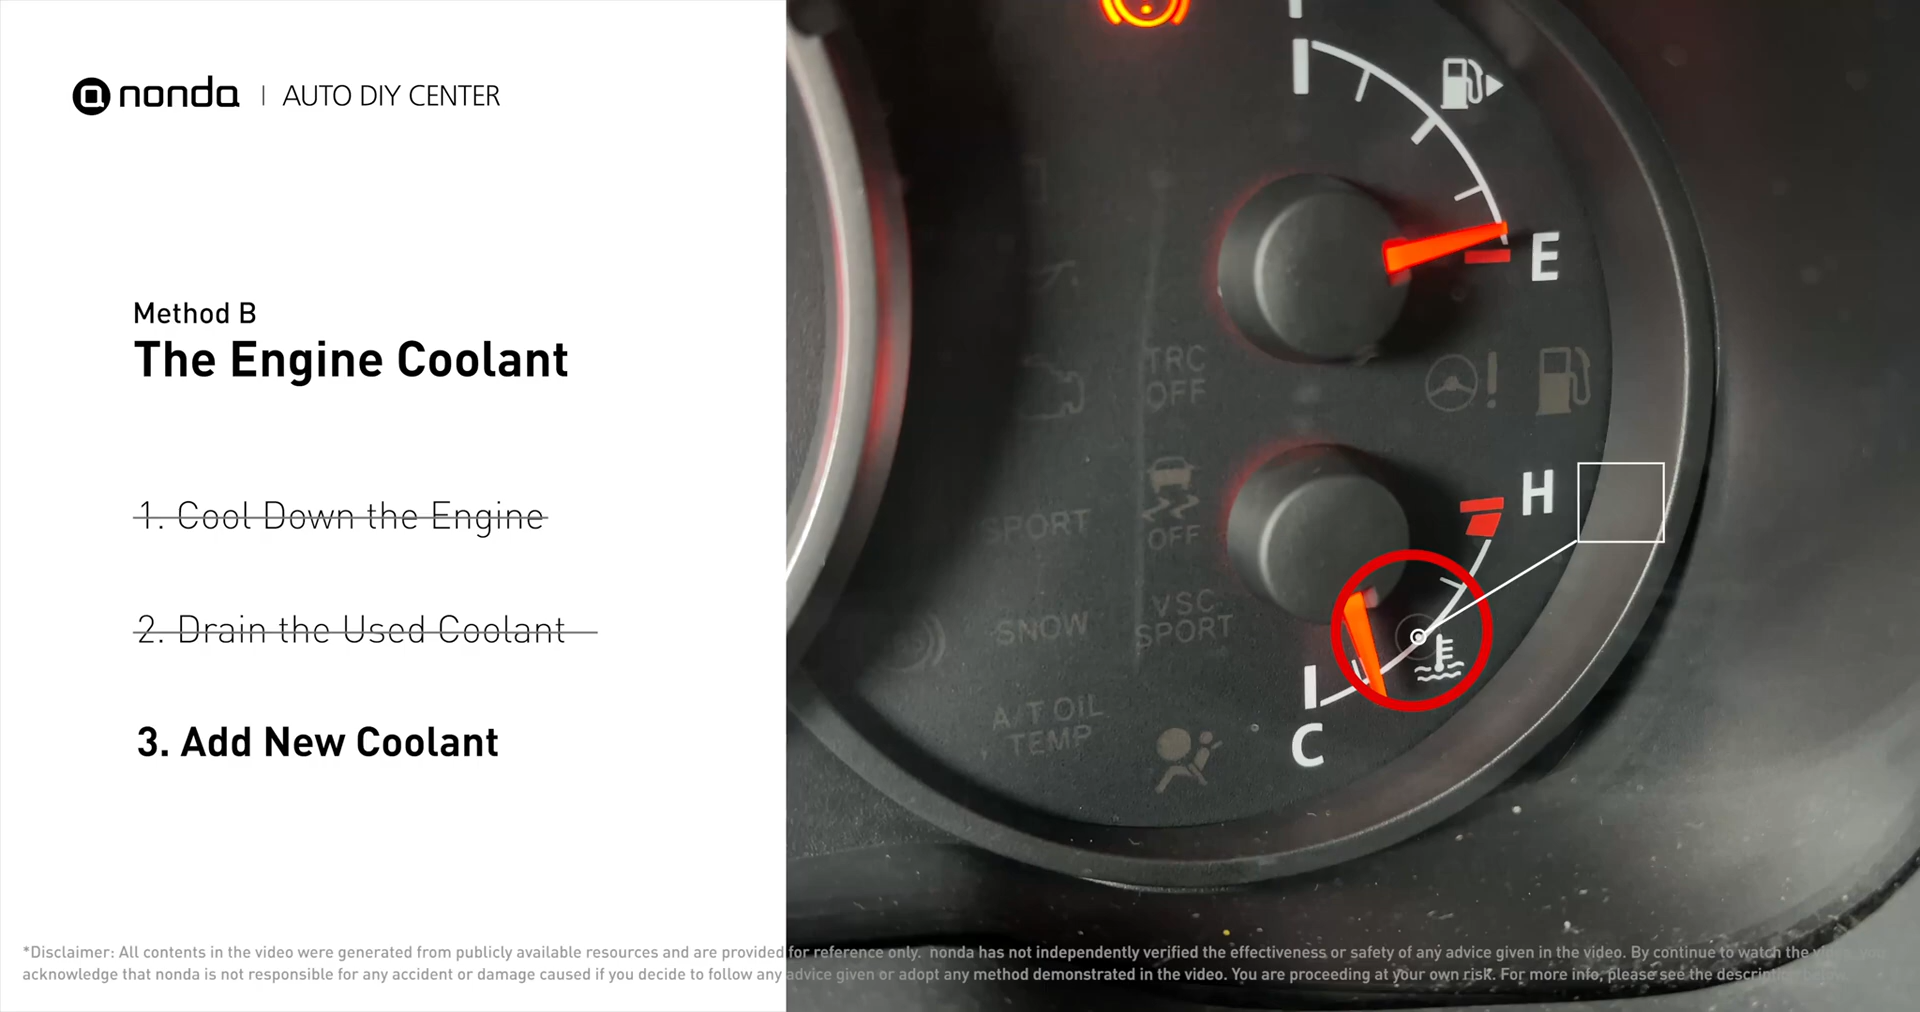 nonda | AUTO DIY CENTER
Method B
The Engine Coolant
1. Cool Down the Engine
2. Drain the Used Coolant
3. Add New Coolant
E
TRC
OFF
H
SPORT
OFF
SNOW
VSC
SPORT
A/T OIL
TEMP
C
*Disclaimer: All contents in the video were generated from publicly available resources and are provided for reference only. nonda has not independently verified the effectiveness or safety of any advice given in the video. By continue to watch the
acknowledge that nonda is not responsible for any accident or damage caused if you decide to follow any advice given or adopt any method demonstrated in the video. You are proceeding at your own risk. For more info, please see the